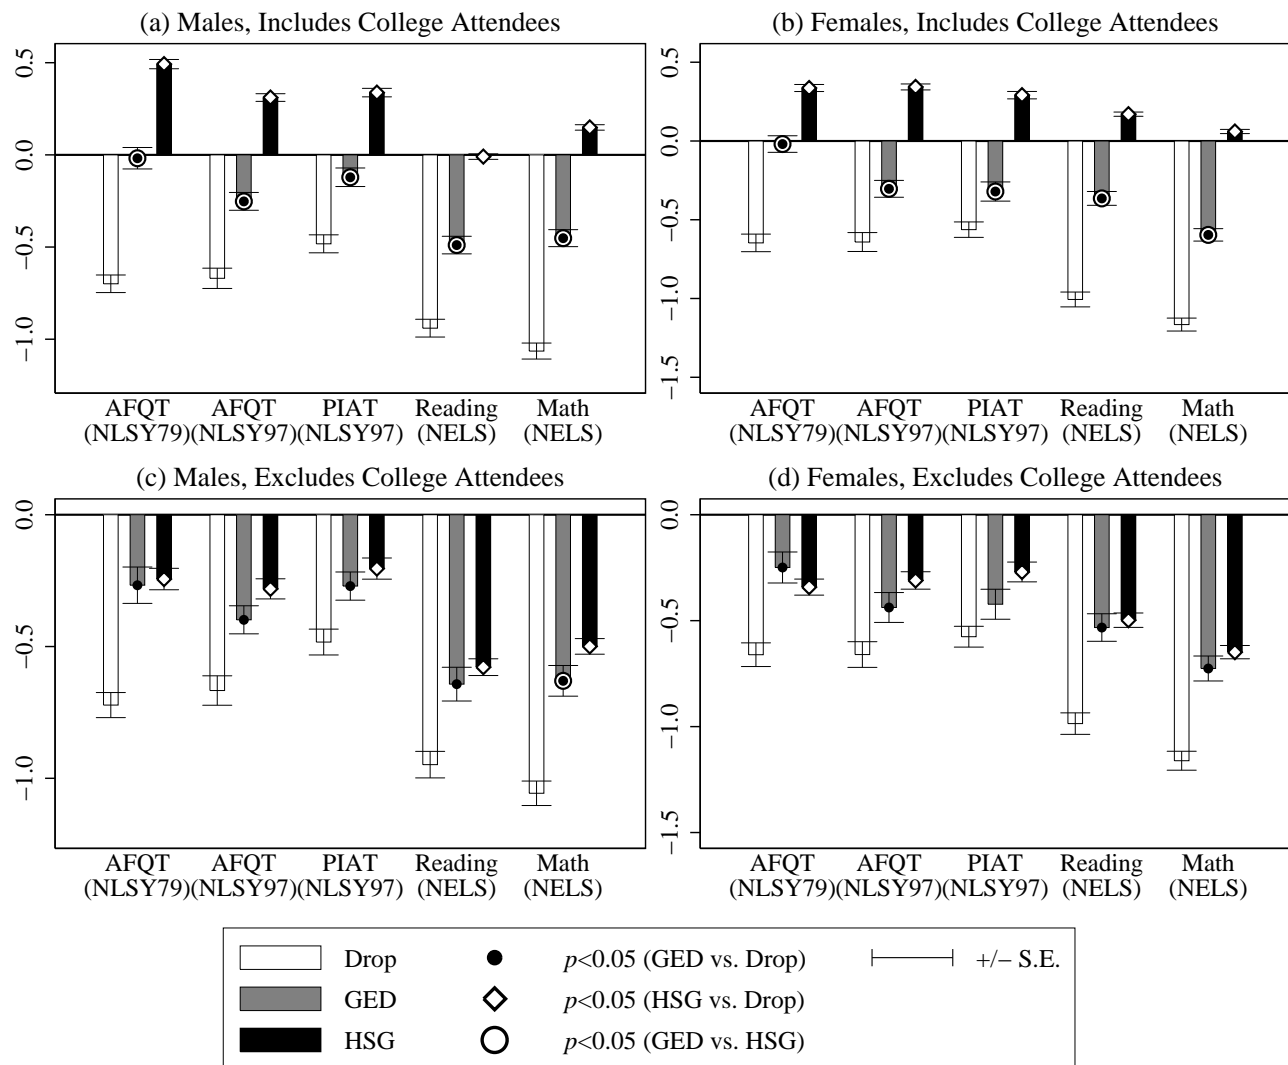 (a) Males, Includes College Attendees
0.5
0.0
−0.5
−1.0
AFQT AFQT PIAT Reading Math
(NLSY79)(NLSY97)(NLSY97) (NELS) (NELS)
(b) Females, Includes College Attendees
0.5
0.0
−0.5
−1.0
−1.5
AFQT AFQT PIAT Reading Math
(NLSY79)(NLSY97)(NLSY97) (NELS) (NELS)
(c) Males, Excludes College Attendees
0.0
−0.5
−1.0
AFQT AFQT PIAT Reading Math
(NLSY79)(NLSY97)(NLSY97) (NELS) (NELS)
(d) Females, Excludes College Attendees
0.0
−0.5
−1.0
−1.5
AFQT AFQT PIAT Reading Math
(NLSY79)(NLSY97)(NLSY97) (NELS) (NELS)
Drop p<0.05 (GED vs. Drop) +/− S.E.
GED p<0.05 (HSG vs. Drop)
HSG p<0.05 (GED vs. HSG)